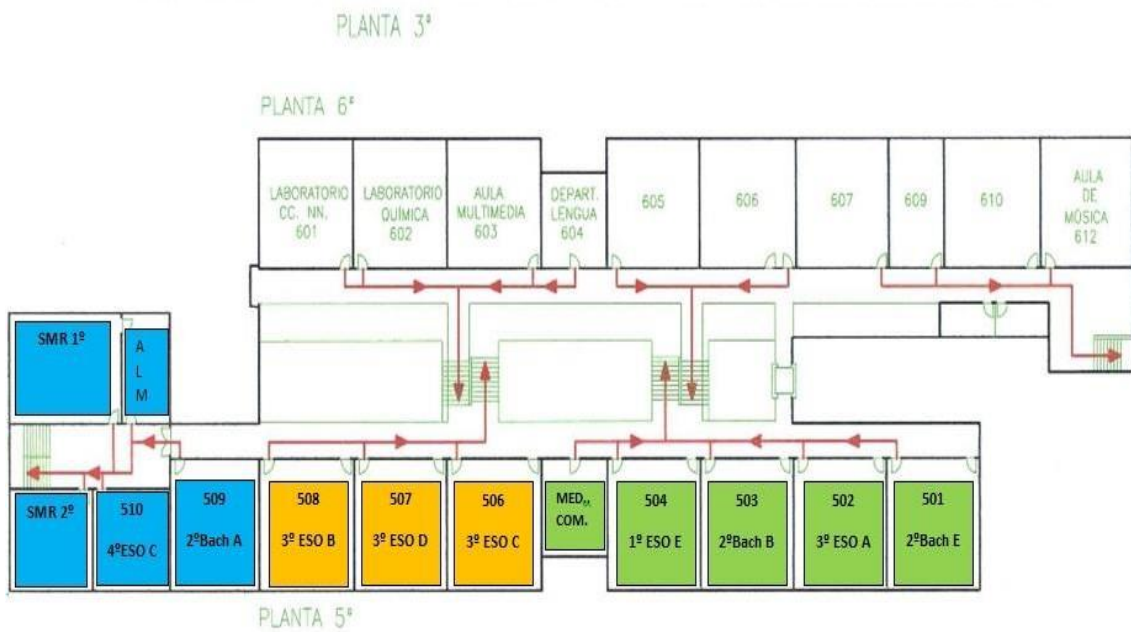 PLANTA 3ª
PLANTA 6ª
LABORATORIO
CC. NN.
601
LABORATORIO
QUÍMICA
602
AULA
MULTIMEDIA
603
DEPART.
LENGUA
604
605
606
607
609
610
AULA
DE
MÚSICA
612
SMR 1º
A
L
M
SMR 2º
510
4ºESO C
509
2ºBach A
508
3º ESO B
507
3º ESO D
506
3º ESO C
COM.
504
1º ESO E
503
2ºBach B
502
3º ESO A
501
2ºBach E
PLANTA 5ª